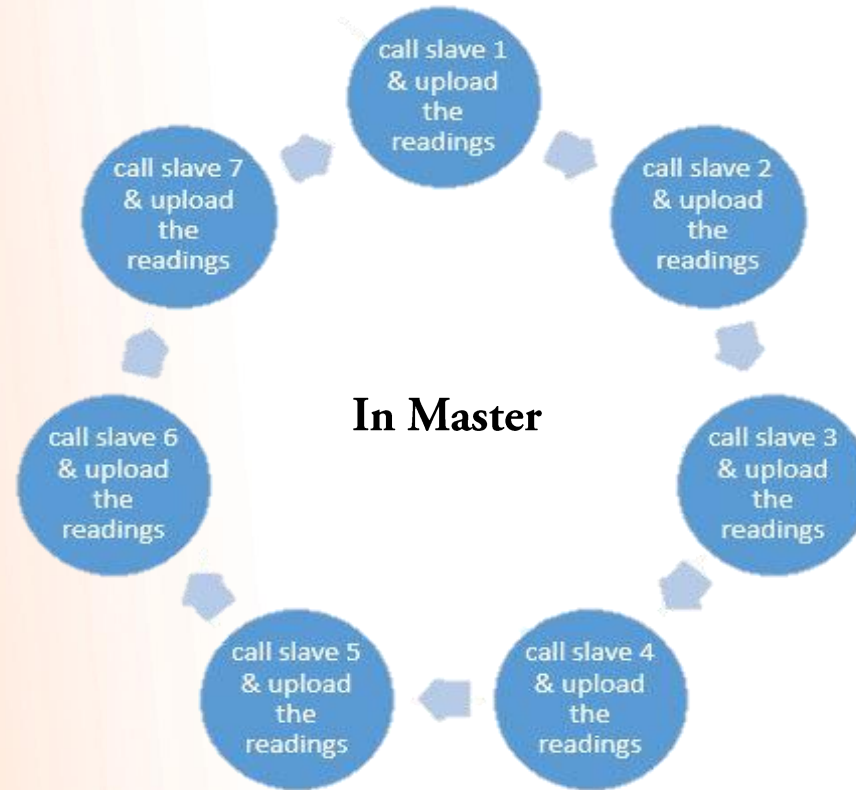 call slave 1
& upload
the
readings
call slave 2
& upload
the
readings
call slave 3
& upload
the
readings
call slave 4
& upload
the
readings
call slave 5
& upload
the
readings
call slave 6
& upload
the
readings
call slave 7
& upload
the
readings
In Master